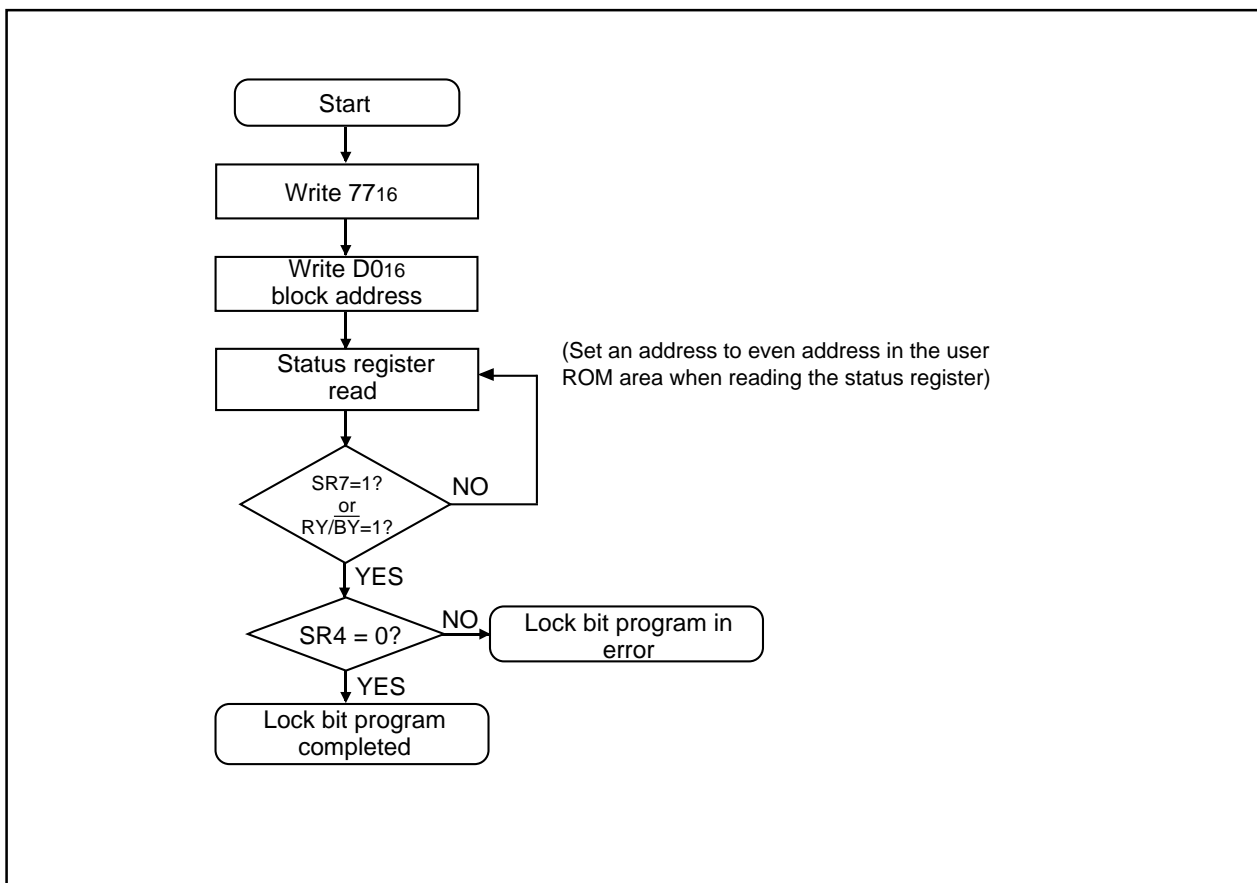 Start
Write 7716
Write D016
block address
Status register
read
(Set an address to even address in the user
ROM area when reading the status register)
SR7=1?
or
RY/B̅Y̅=1?
NO
YES
SR4 = 0?
NO
Lock bit program in
error
YES
Lock bit program
completed